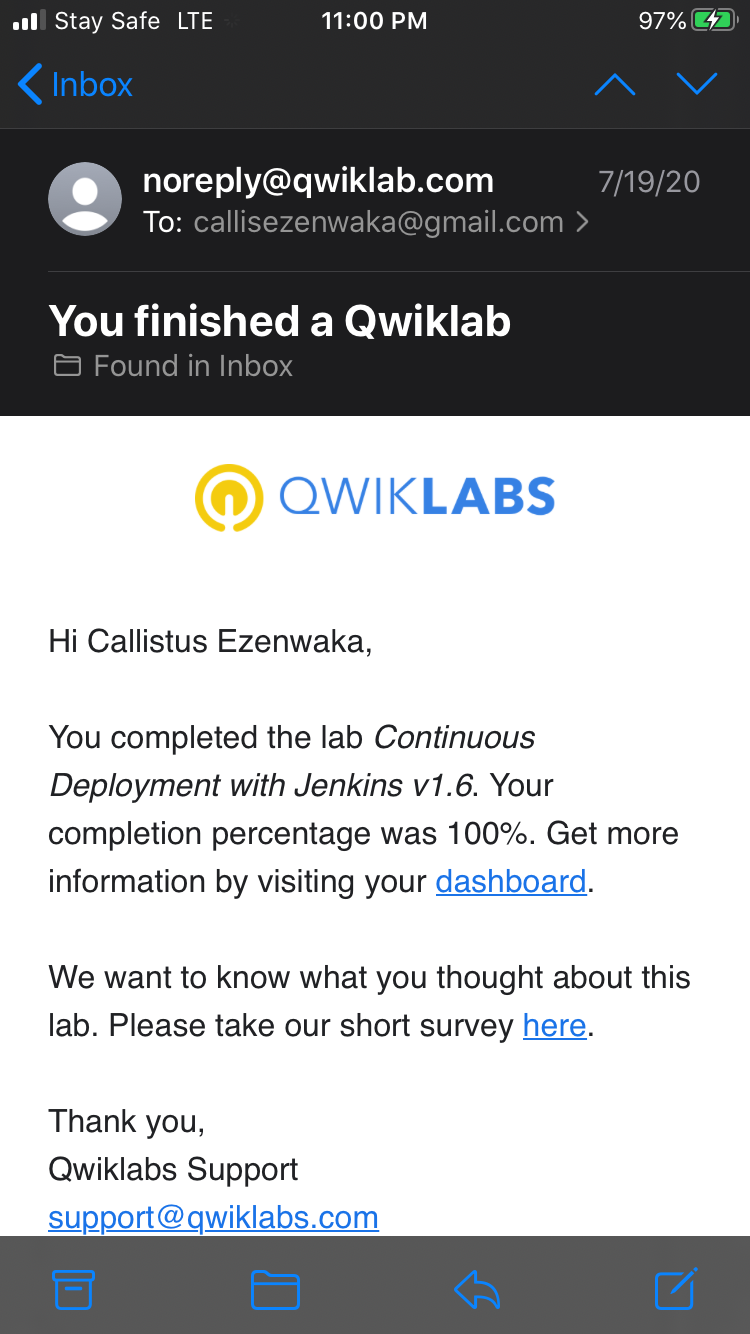 Stay Safe LTE 11:00 PM 97%
Inbox
noreply@qwiklab.com 7/19/20
To: callisezenwaka@gmail.com
You finished a Qwiklab
Found in Inbox
QWIKLABS
Hi Callistus Ezenwaka,
You completed the lab Continuous
Deployment with Jenkins v1.6. Your
completion percentage was 100%. Get more
information by visiting your dashboard.
We want to know what you thought about this
lab. Please take our short survey here.
Thank you,
Qwiklabs Support
support@qwiklabs.com